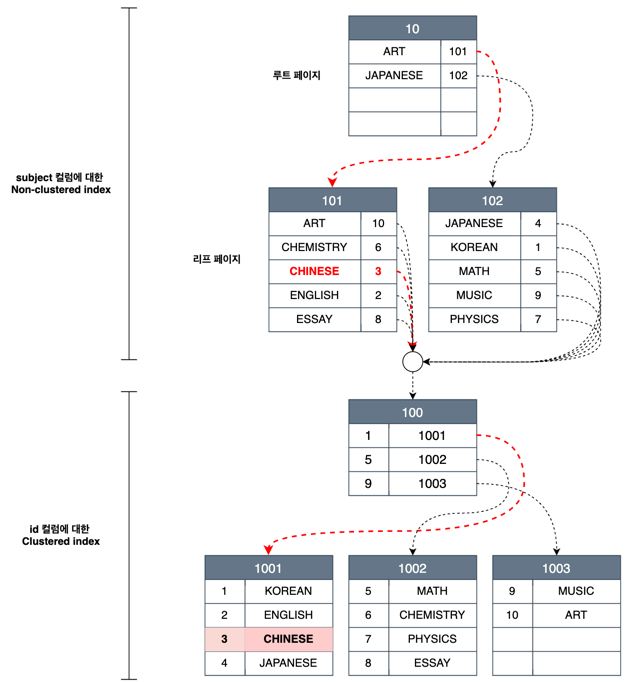 10
ART 101
루트 페이지
JAPANESE 102
subject 컬럼에 대한
Non-clustered index
101
ART 10
CHEMISTRY 6
CHINESE 3
ENGLISH 2
ESSAY 8
102
JAPANESE 4
KOREAN 1
MATH 5
MUSIC 9
PHYSICS 7
리프 페이지
100
1 1001
5 1002
9 1003
id 컬럼에 대한
Clustered index
1001
1 KOREAN
2 ENGLISH
3 CHINESE
4 JAPANESE
1002
5 MATH
6 CHEMISTRY
7 PHYSICS
8 ESSAY
1003
9 MUSIC
10 ART